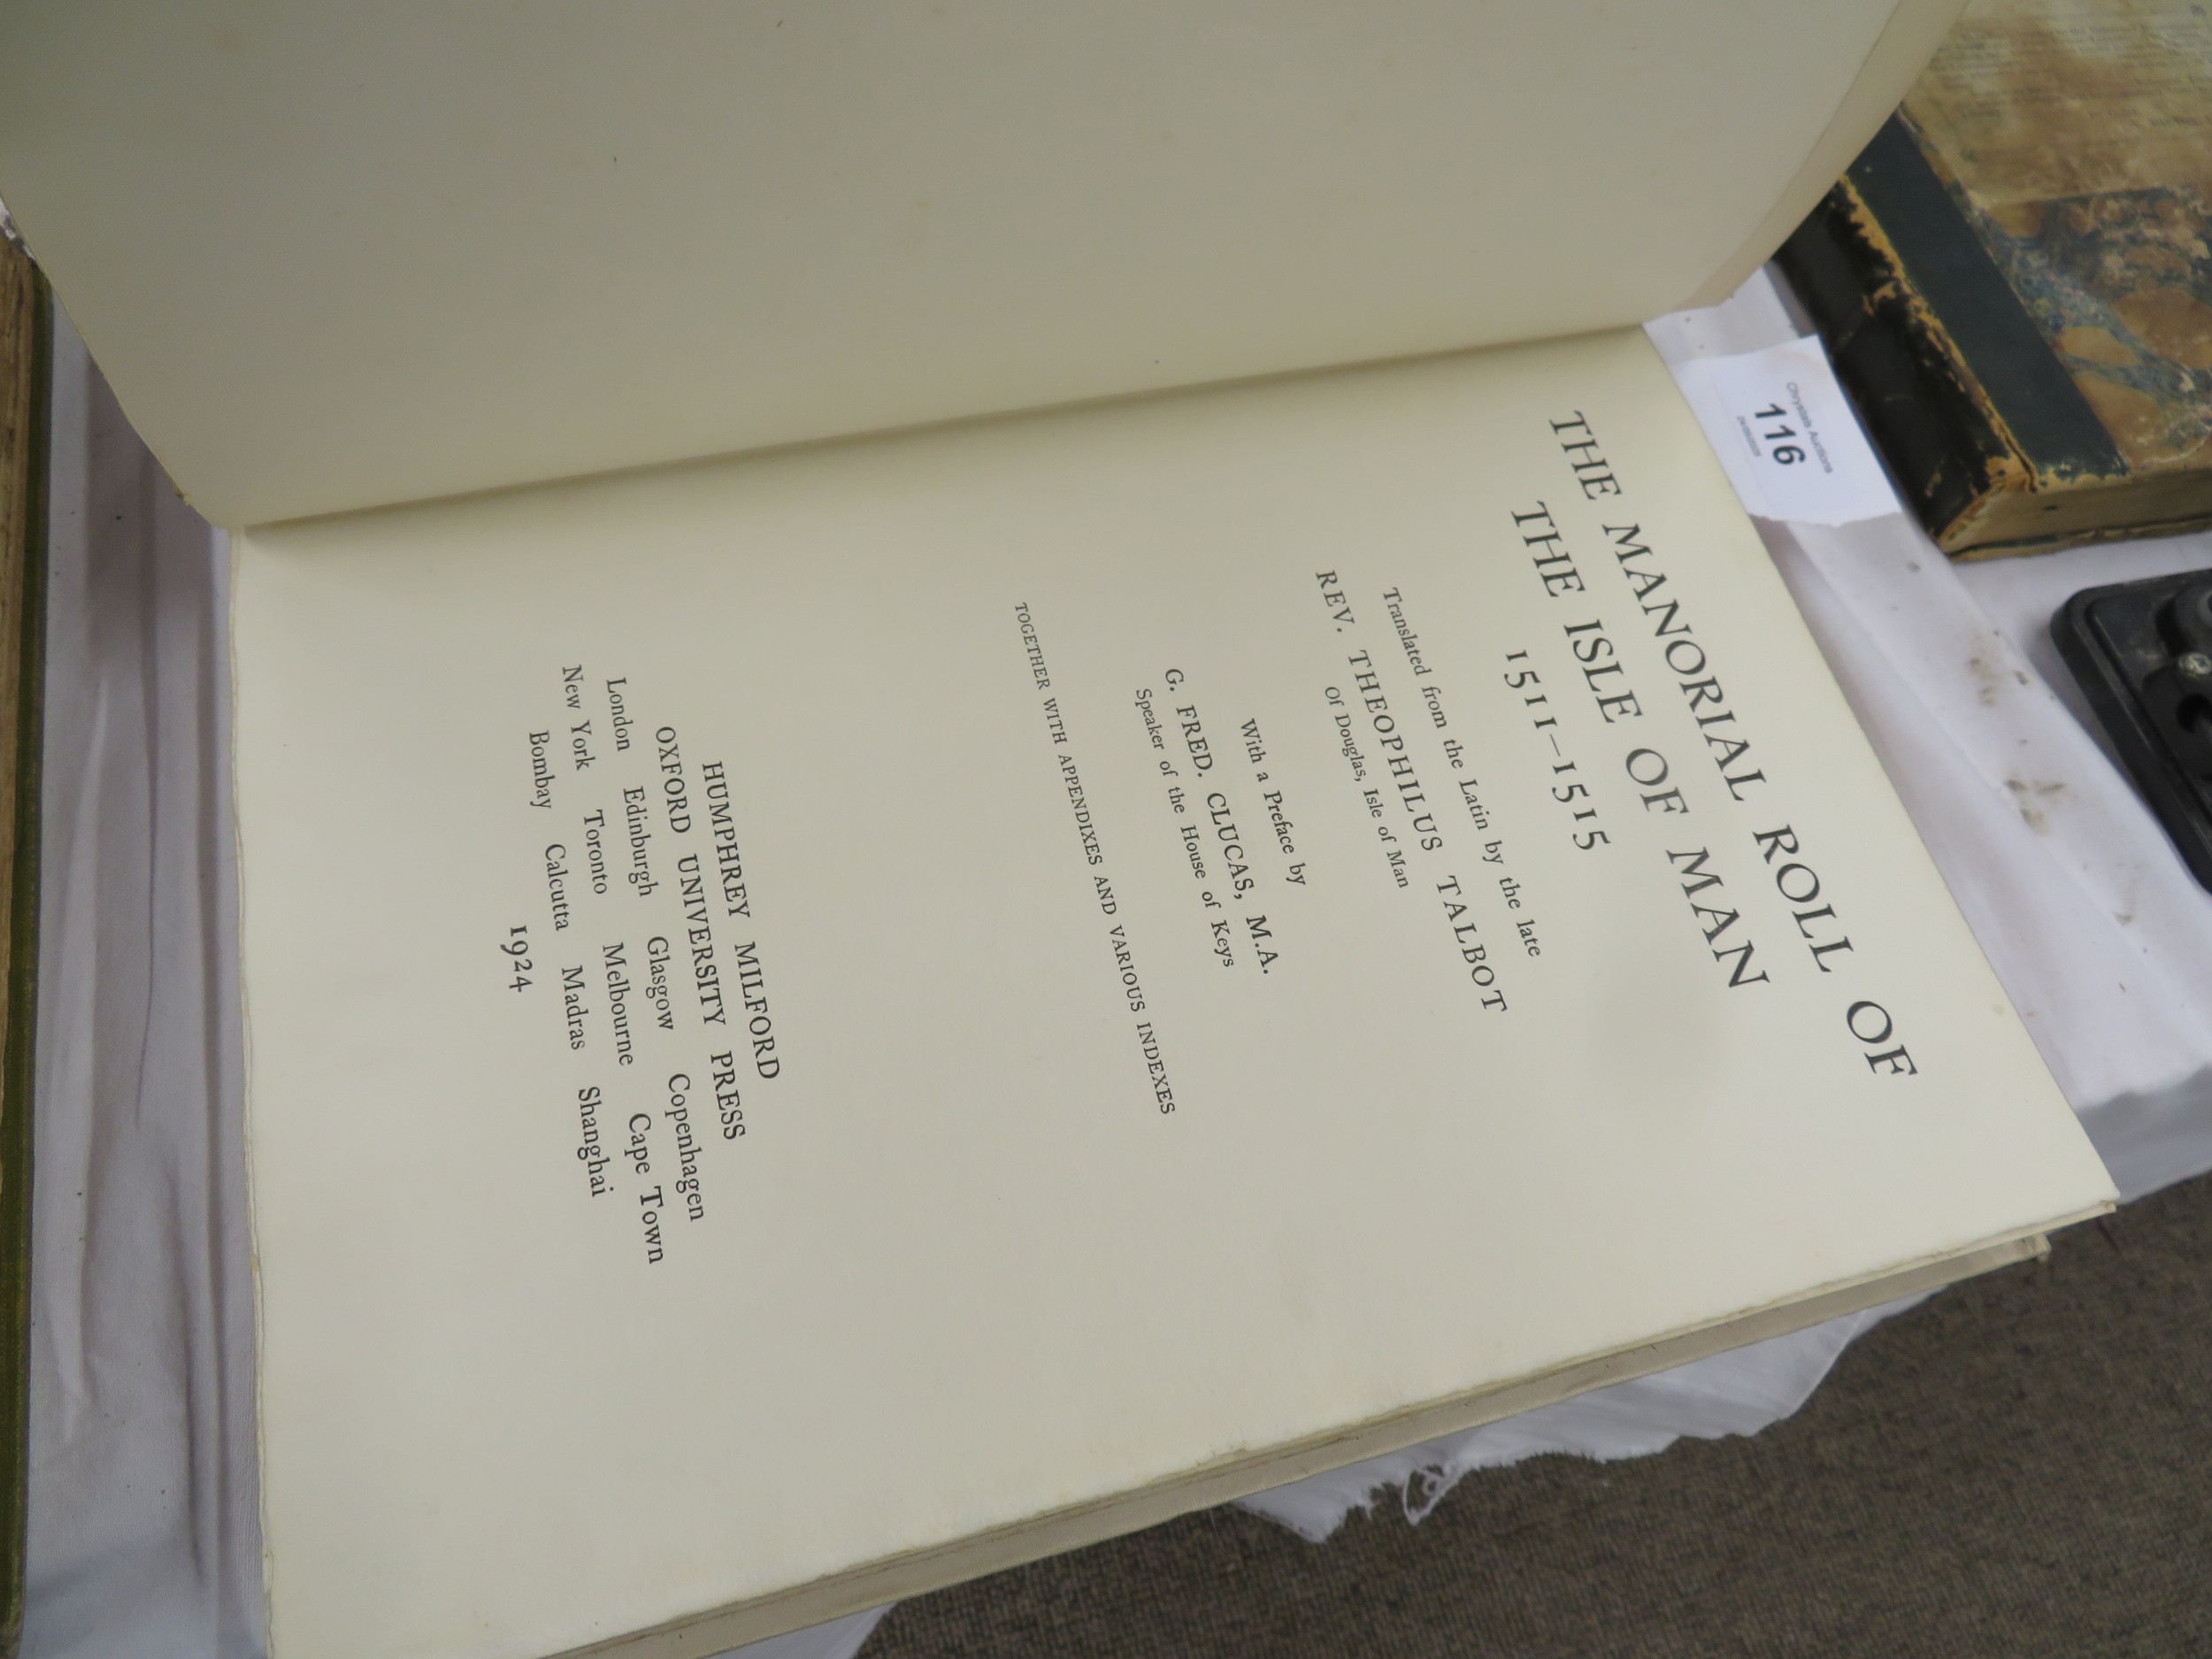 THE MANORIAL ROLL OF
THE ISLE OF MAN
1511–1515
Translated from the Latin by the late
REV. THEOPHILUS TALBOT
Of Douglas, Isle of Man
With a Preface by
G. FRED. CLUCAS, M.A.
Speaker of the House of Keys
TOGETHER WITH APPENDIXES AND VARIOUS INDEXES
HUMPHREY MILFORD
OXFORD UNIVERSITY PRESS
London Edinburgh Glasgow Copenhagen
New York Toronto Melbourne Cape Town
Bombay Calcutta Madras Shanghai
1924
Chrystals Auctions
116